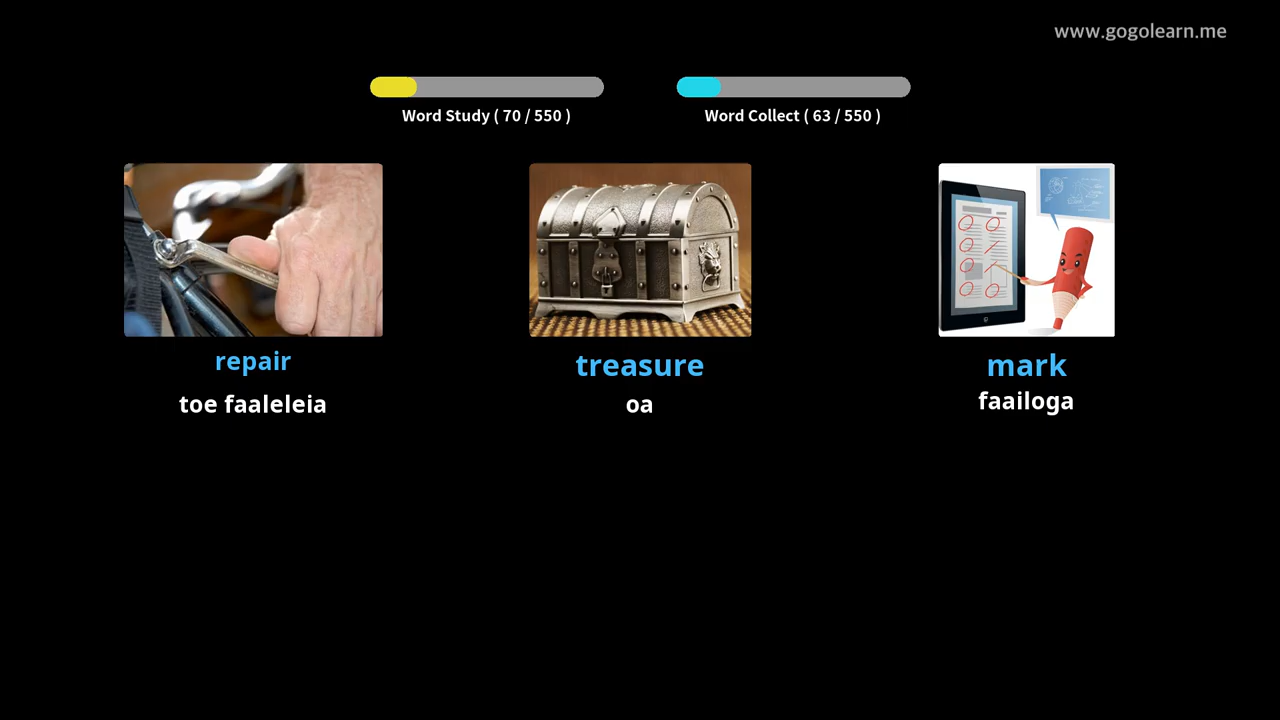 www.gogolearn.me
Word Study ( 70 / 550 )
Word Collect ( 63 / 550 )
repair
treasure
mark
toe faaleleia
oa
faailoga